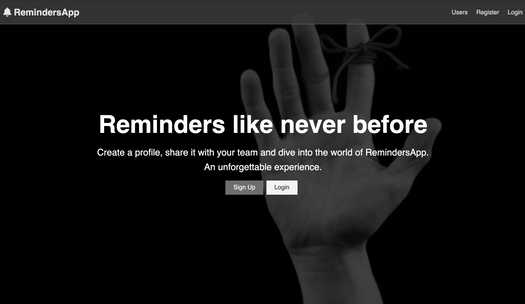 RemindersApp
Users Register Login
Reminders like never before
Create a profile, share it with your team and dive into the world of RemindersApp.
An unforgettable experience.
Sign Up Login